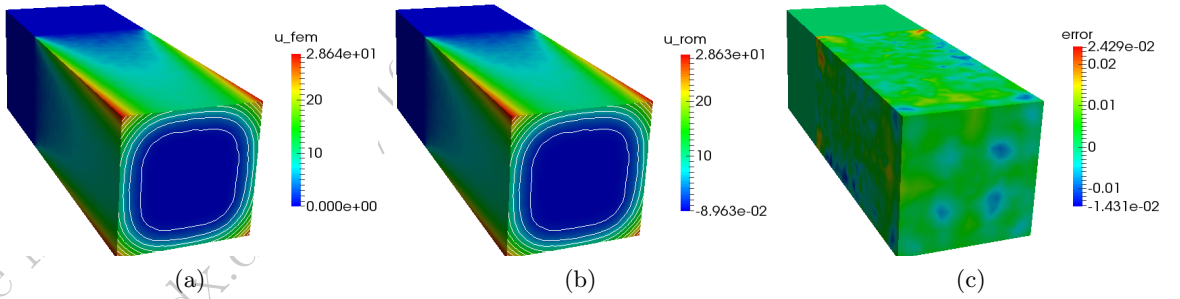 u_fem
2.864e+01
20
10
0.000e+00
(a)
u_rom
2.863e+01
20
10
-8.963e-02
(b)
error
2.429e-02
0.02
0.01
0
-0.01
-1.431e-02
(c)